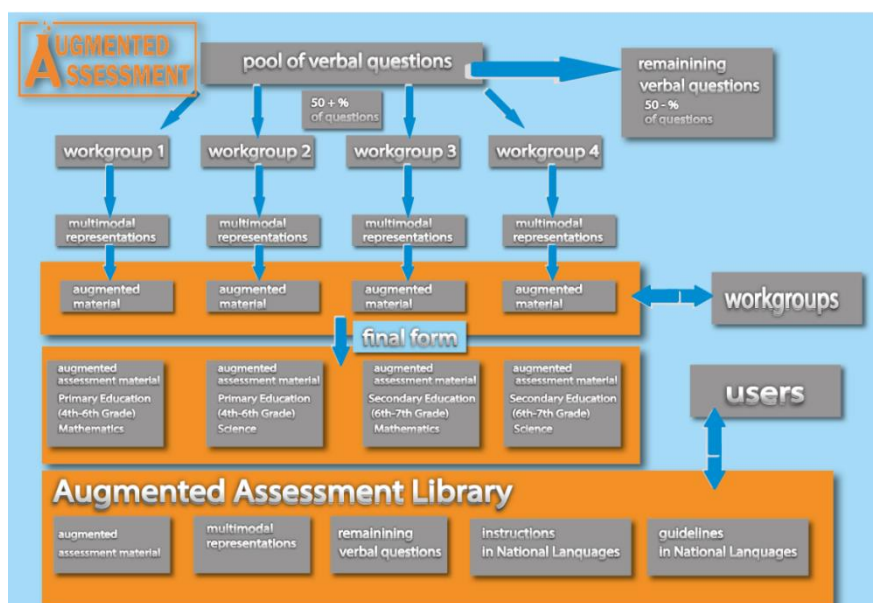 AUGMENTED
ASSESSMENT
pool of verbal questions
remainining
verbal questions
50 - %
of questions
50 + %
of questions
workgroup 1
workgroup 2
workgroup 3
workgroup 4
multimodal
representations
multimodal
representations
multimodal
representations
multimodal
representations
augmented
material
augmented
material
augmented
material
augmented
material
workgroups
final form
augmented
assessment material
Primary Education
(4th-6th Grade)
Mathematics
augmented
assessment material
Primary Education
(4th-6th Grade)
Science
augmented
assessment material
Secondary Education
(6th-7th Grade)
Mathematics
augmented
assessment material
Secondary Education
(6th-7th Grade)
Science
users
Augmented Assessment Library
augmented
assessment material
multimodal
representations
remainining
verbal questions
instructions
in National Languages
guidelines
in National Languages